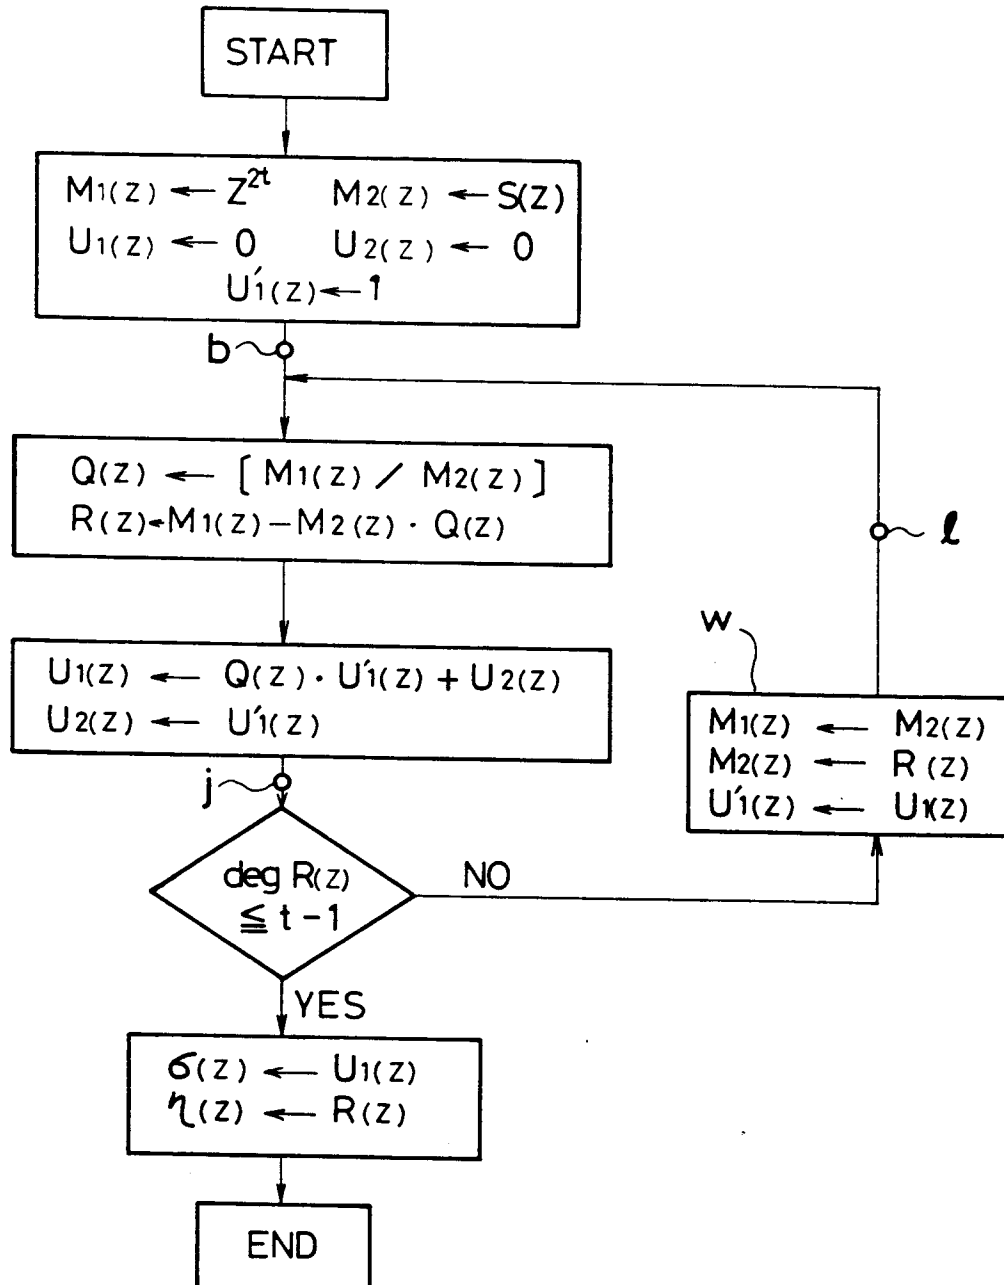 START
M1(Z) ← Z^2t M2(Z) ← S(Z)
U1(Z) ← 0 U2(Z) ← 0
U'1(Z) ← 1
b
Q(Z) ← [M1(Z) / M2(Z)]
R(Z) ← M1(Z) – M2(Z) · Q(Z)
l
U1(Z) ← Q(Z) · U'1(Z) + U2(Z)
U2(Z) ← U'1(Z)
w
M1(Z) ← M2(Z)
M2(Z) ← R(Z)
U'1(Z) ← U1(Z)
j
deg R(Z)
≦ t – 1
NO
YES
σ(Z) ← U1(Z)
η(Z) ← R(Z)
END